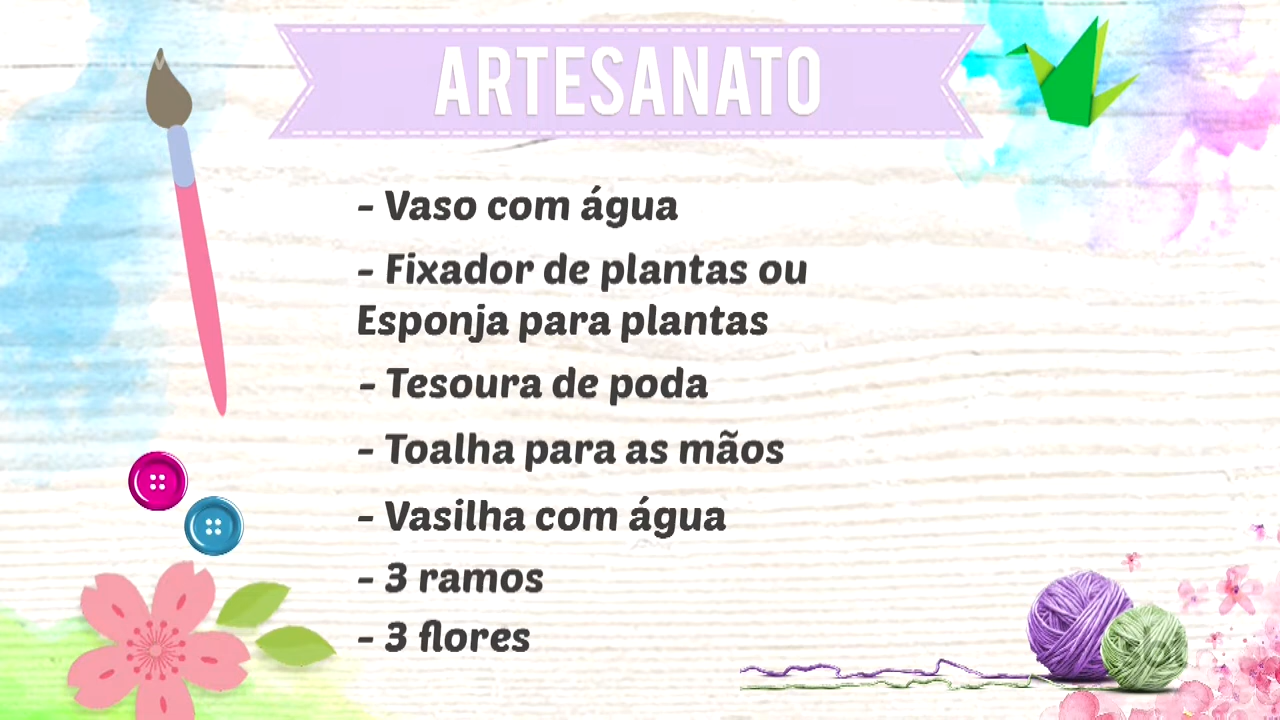 ARTESANATO
- Vaso com água
- Fixador de plantas ou
Esponja para plantas
- Tesoura de poda
- Toalha para as mãos
- Vasilha com água
- 3 ramos
- 3 flores